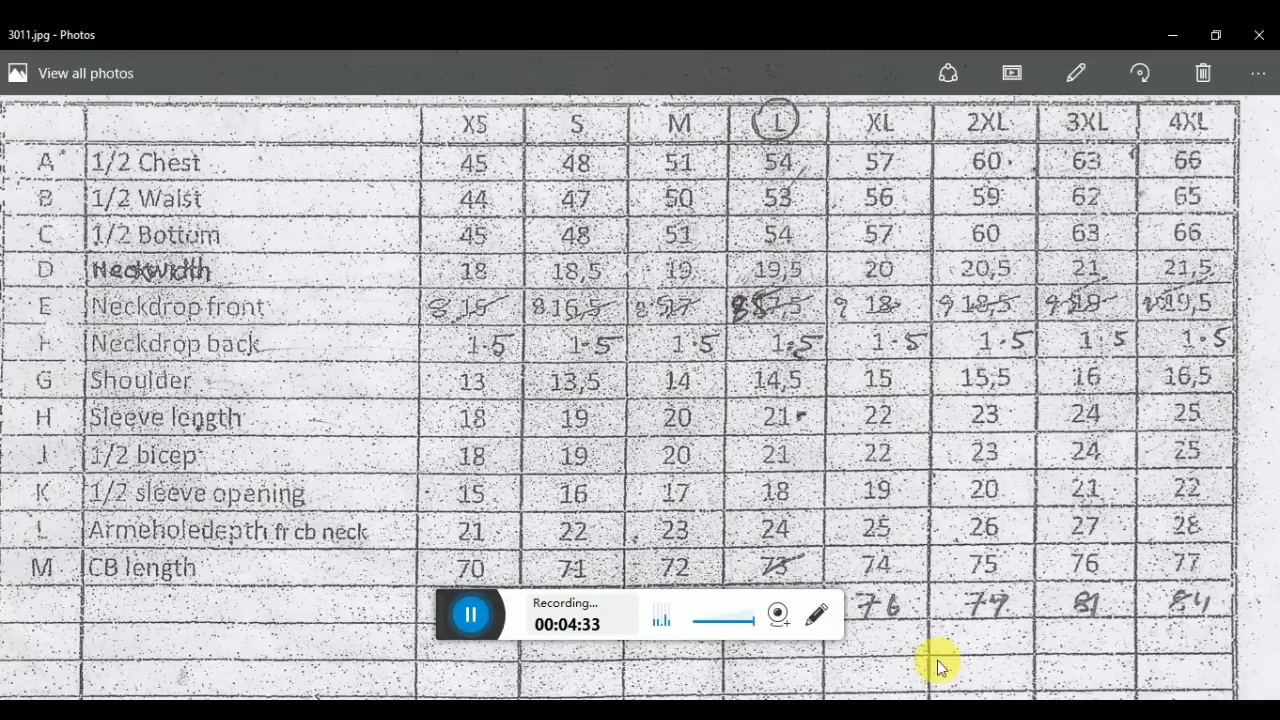 3011.jpg - Photos
View all photos
XS S M L XL 2XL 3XL 4XL
A 1/2 Chest 45 48 51 54 57 60 63 66
B 1/2 Waist 44 47 50 53 56 59 62 65
C 1/2 Bottom 45 48 51 54 57 60 63 66
D Neckwidth 18 18,5 19 19,5 20 20,5 21 21,5
E Neckdrop front 8 16 8 16,5 17 9 18 9 18,5 19 19,5
F Neckdrop back 1.5 1.5 1.5 1.5 1.5 1.5 1.5 1.5
G Shoulder 13 13,5 14 14,5 15 15,5 16 16,5
H Sleeve length 18 19 20 21 22 23 24 25
J 1/2 bicep 18 19 20 21 22 23 24 25
K 1/2 sleeve opening 15 16 17 18 19 20 21 22
L Armeholedepth fr cb neck 21 22 23 24 25 26 27 28
M CB length 70 71 72 73 74 75 76 77
76 79 81 84
Recording...
00:04:33